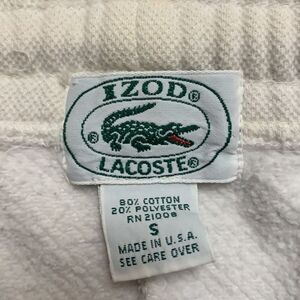 IZOD®
® ®
LACOSTE
80% COTTON
20% POLYESTER
RN 21008
S
MADE IN U.S.A.
SEE CARE OVER